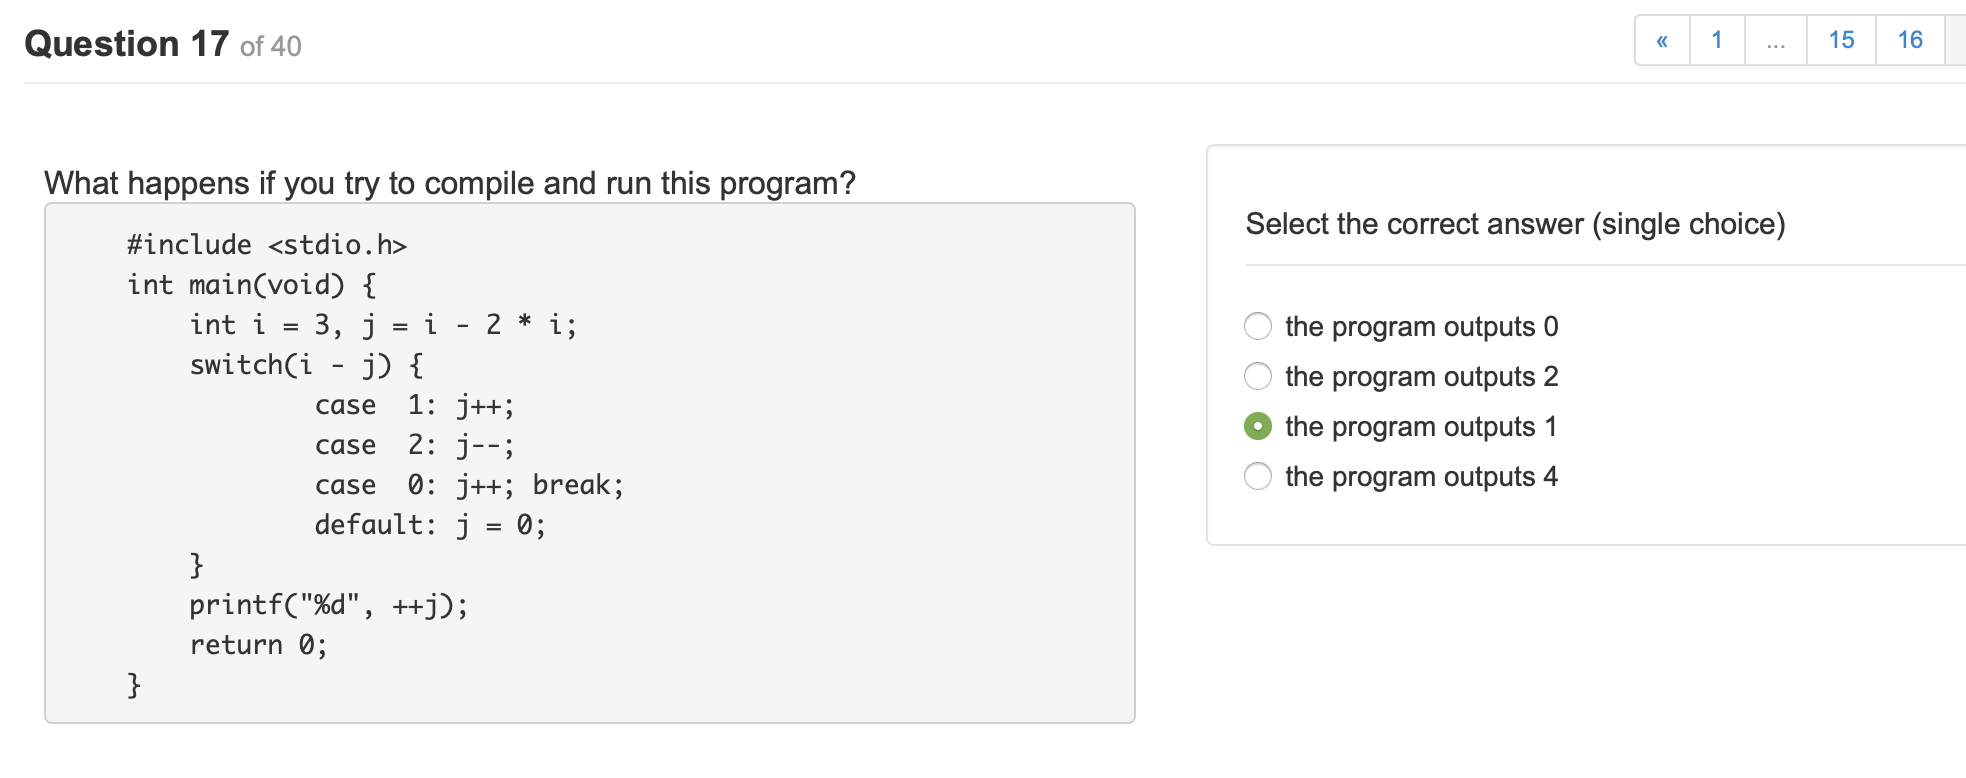 Question 17 of 40
« 1 ... 15 16
What happens if you try to compile and run this program?
#include <stdio.h>
int main(void) {
    int i = 3, j = i - 2 * i;
    switch(i - j) {
            case  1: j++;
            case  2: j--;
            case  0: j++; break;
            default: j = 0;
    }
    printf("%d", ++j);
    return 0;
}
Select the correct answer (single choice)
the program outputs 0
the program outputs 2
the program outputs 1
the program outputs 4